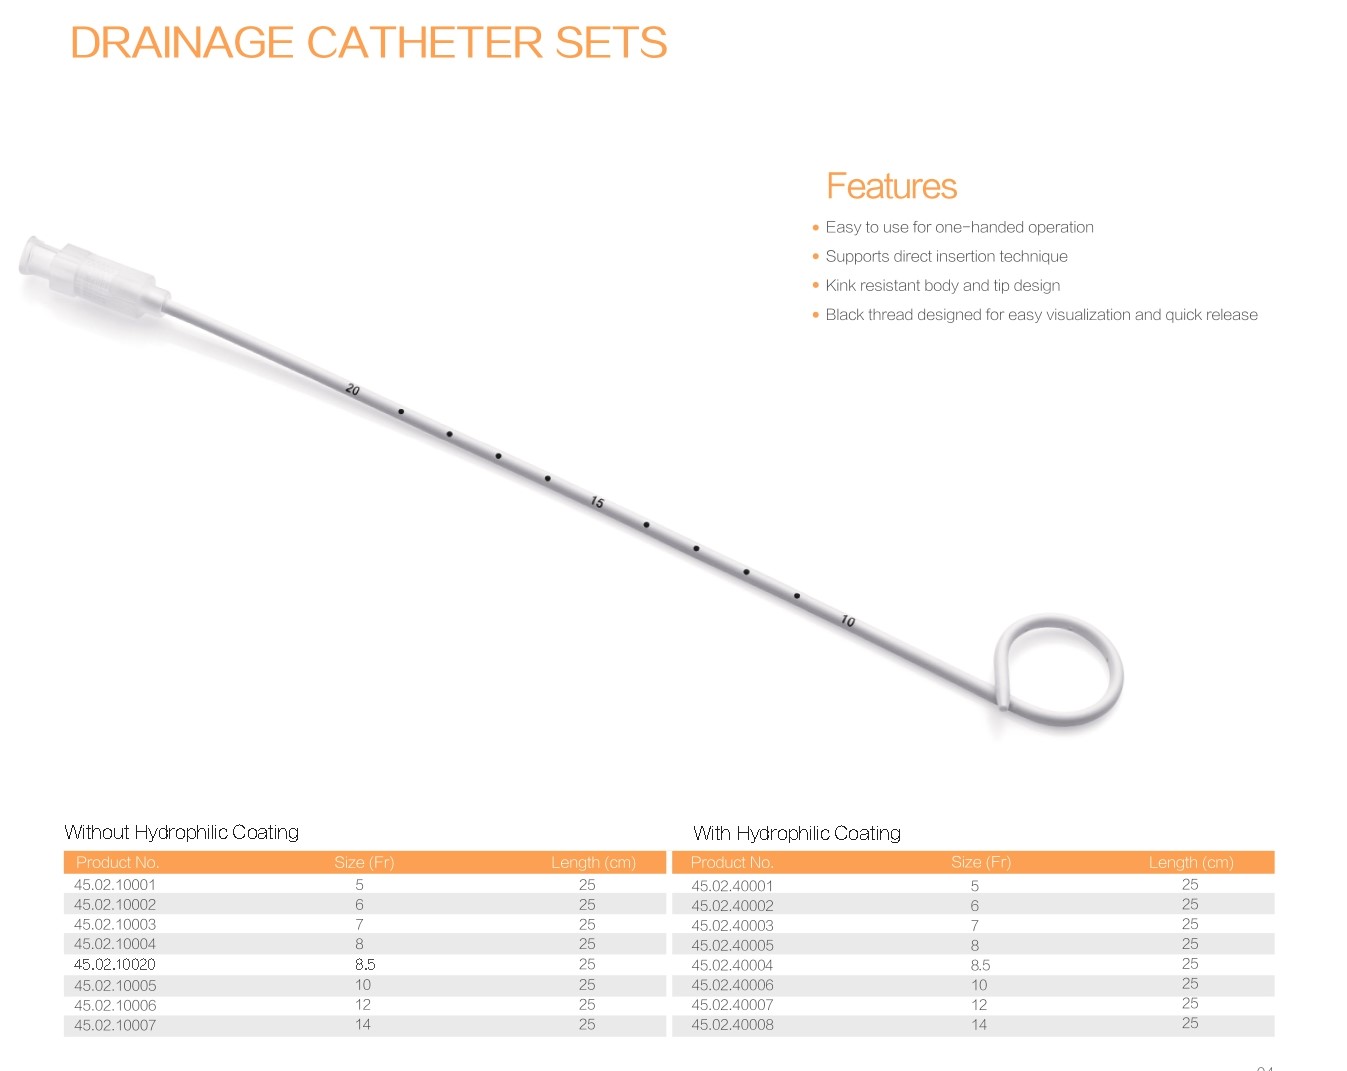 DRAINAGE CATHETER SETS
Features
Easy to use for one-handed operation
Supports direct insertion technique
Kink resistant body and tip design
Black thread designed for easy visualization and quick release
20
15
10
Without Hydrophilic Coating
Product No. Size (Fr) Length (cm)
45.02.10001 5 25
45.02.10002 6 25
45.02.10003 7 25
45.02.10004 8 25
45.02.10020 8.5 25
45.02.10005 10 25
45.02.10006 12 25
45.02.10007 14 25
With Hydrophilic Coating
Product No. Size (Fr) Length (cm)
45.02.40001 5 25
45.02.40002 6 25
45.02.40003 7 25
45.02.40005 8 25
45.02.40004 8.5 25
45.02.40006 10 25
45.02.40007 12 25
45.02.40008 14 25